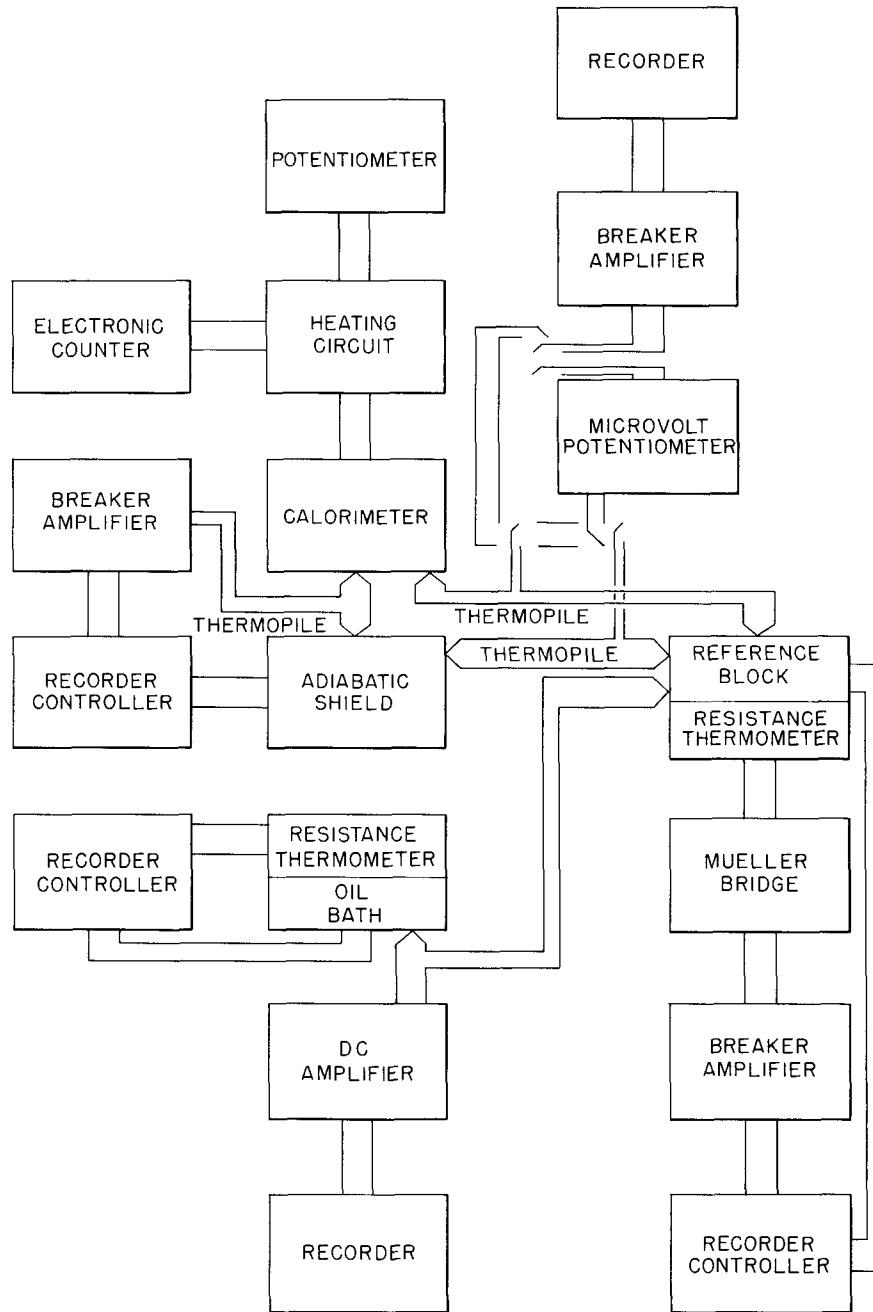 RECORDER
POTENTIOMETER
BREAKER
AMPLIFIER
ELECTRONIC
COUNTER
HEATING
CIRCUIT
MICROVOLT
POTENTIOMETER
BREAKER
AMPLIFIER
CALORIMETER
THERMOPILE
THERMOPILE
THERMOPILE
RECORDER
CONTROLLER
ADIABATIC
SHIELD
REFERENCE
BLOCK
RESISTANCE
THERMOMETER
RECORDER
CONTROLLER
RESISTANCE
THERMOMETER
OIL
BATH
MUELLER
BRIDGE
DC
AMPLIFIER
BREAKER
AMPLIFIER
RECORDER
RECORDER
CONTROLLER